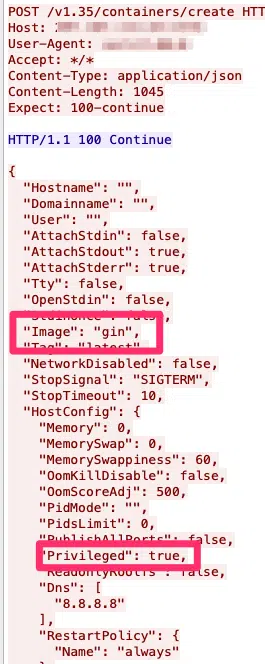 POST /v1.35/containers/create HTT
Host:
User-Agent:
Accept: */*
Content-Type: application/json
Content-Length: 1045
Expect: 100-continue
HTTP/1.1 100 Continue
{
"Hostname": "",
"Domainname": "",
"User": "",
"AttachStdin": false,
"AttachStdout": true,
"AttachStderr": true,
"Tty": false,
"OpenStdin": false,
"StdinOnce": false,
"Image": "gin",
"Tag": "latest"
"NetworkDisabled": false,
"StopSignal": "SIGTERM",
"StopTimeout": 10,
"HostConfig": {
"Memory": 0,
"MemorySwap": 0,
"MemorySwappiness": 60,
"OomKillDisable": false,
"OomScoreAdj": 500,
"PidMode": "",
"PidsLimit": 0,
"PublishAllPorts": false,
"Privileged": true,
"ReadonlyRootfs": false,
"Dns": [
"8.8.8.8"
],
"RestartPolicy": {
"Name": "always"